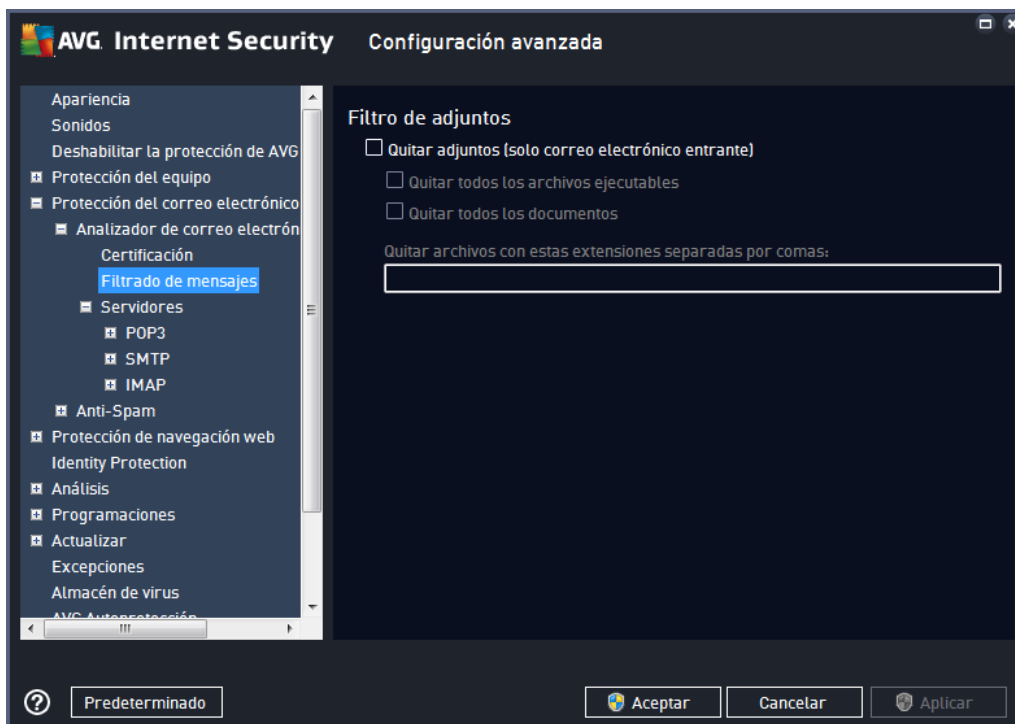 AVG. Internet Security Configuración avanzada
Apariencia
Sonidos
Deshabilitar la protección de AVG
Protección del equipo
Protección del correo electrónico
Analizador de correo electrón
Certificación
Filtrado de mensajes
Servidores
POP3
SMTP
IMAP
Anti-Spam
Protección de navegación web
Identity Protection
Análisis
Programaciones
Actualizar
Excepciones
Almacén de virus
AVG Autoprotección
Filtro de adjuntos
Quitar adjuntos (solo correo electrónico entrante)
Quitar todos los archivos ejecutables
Quitar todos los documentos
Quitar archivos con estas extensiones separadas por comas:
? Predeterminado Aceptar Cancelar Aplicar